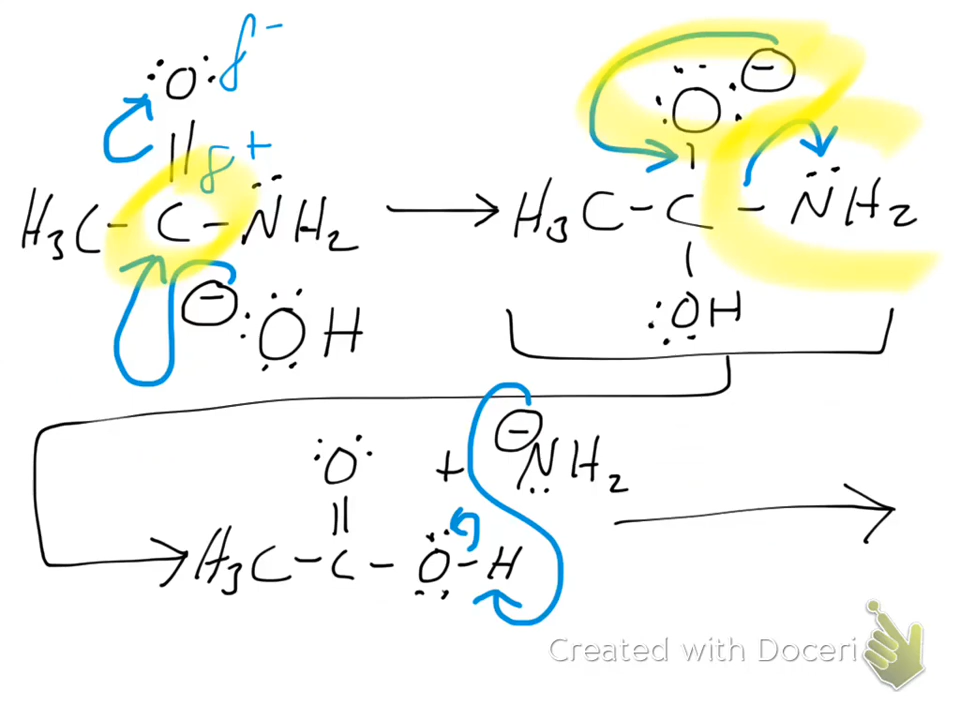 O δ-
δ+
H3C-C-NH2
⊖
:OH
O ⊖
H3C-C-NH2
:OH
O + ⊖NH2
H3C-C-O-H
Created with Doceri